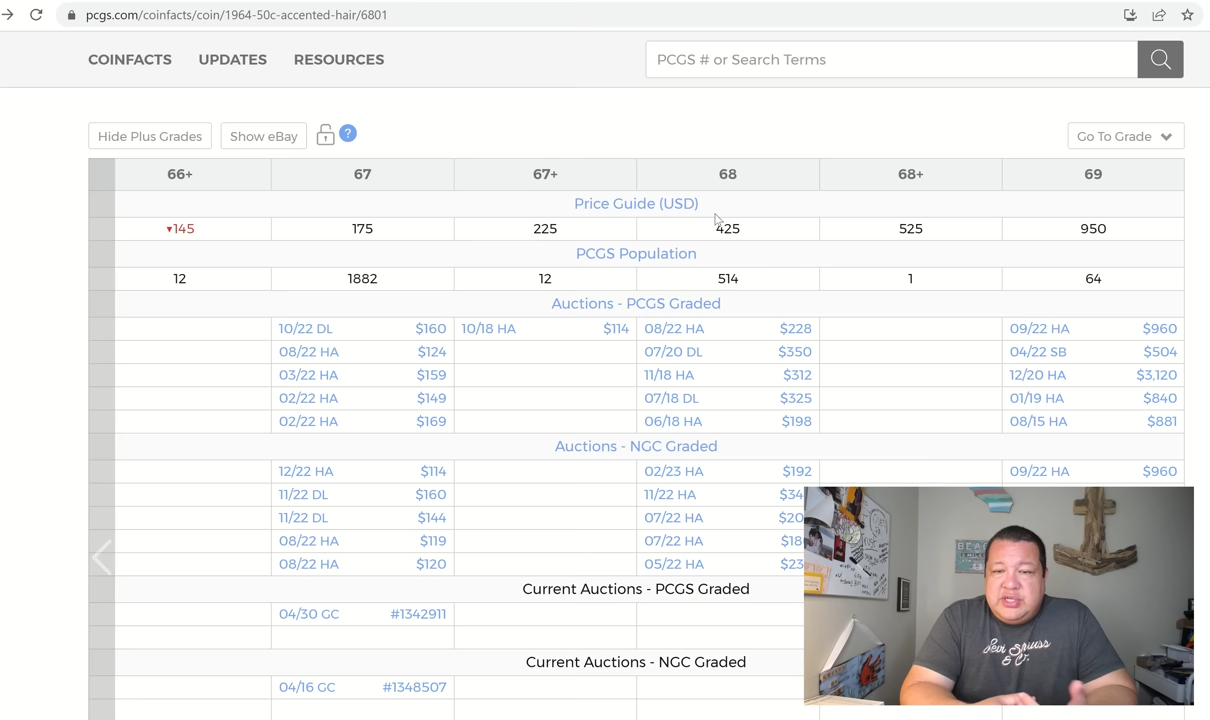 pcgs.com/coinfacts/coin/1964-50c-accented-hair/6801
COINFACTS UPDATES RESOURCES PCGS # or Search Terms
Hide Plus Grades Show eBay ? Go To Grade
66+ 67 67+ 68 68+ 69
Price Guide (USD)
▼145 175 225 425 525 950
PCGS Population
12 1882 12 514 1 64
Auctions - PCGS Graded
10/22 DL $160 10/18 HA $114 08/22 HA $228 09/22 HA $960
08/22 HA $124 07/20 DL $350 04/22 SB $504
03/22 HA $159 11/18 HA $312 12/20 HA $3,120
02/22 HA $149 07/18 DL $325 01/19 HA $840
02/22 HA $169 06/18 HA $198 08/15 HA $881
Auctions - NGC Graded
12/22 HA $114 02/23 HA $192 09/22 HA $960
11/22 DL $160 11/22 HA
11/22 DL $144 07/22 HA
08/22 HA $119 07/22 HA
08/22 HA $120 05/22 HA
Current Auctions - PCGS Graded
04/30 GC #1342911
Current Auctions - NGC Graded
04/16 GC #1348507
Levi Strauss
& Co.